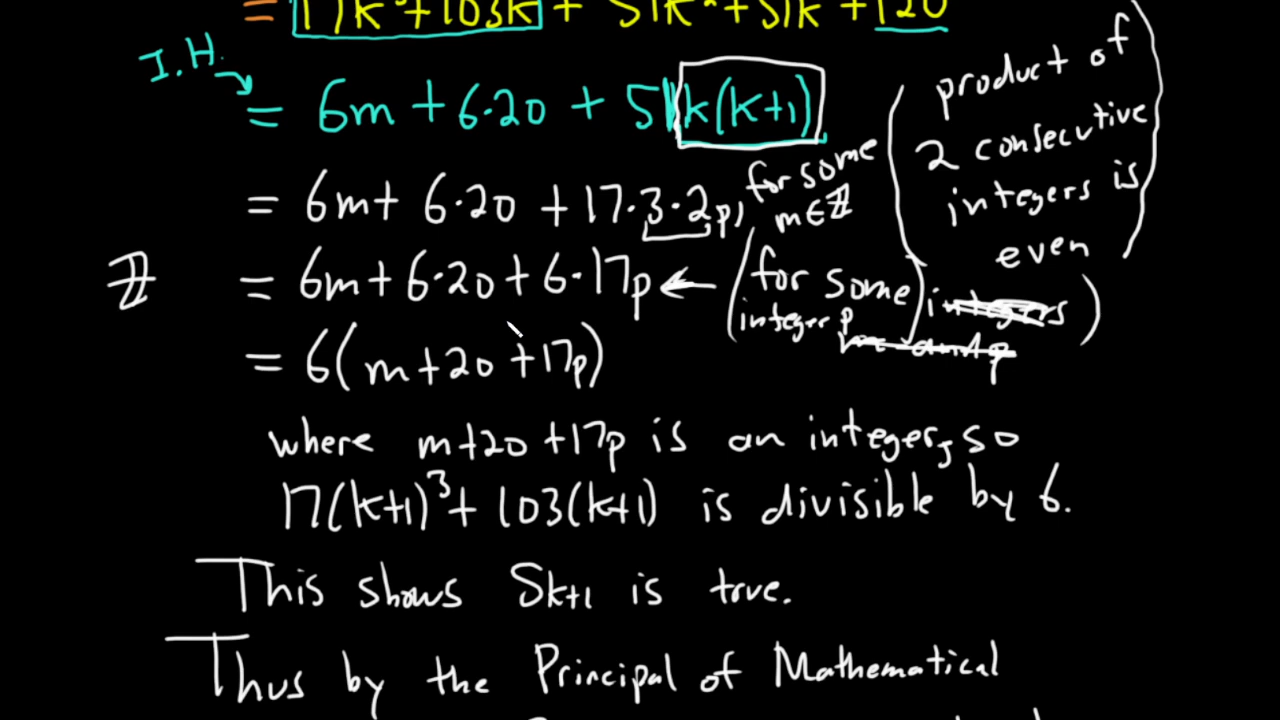 = 17k³+103k + 51k²+51k+120
I.H.
= 6m + 6·20 + 51k(k+1)
(product of
2 consecutive
integers is
even)
= 6m+ 6·20 + 17·3·2p, for some
m∈ℤ
ℤ
= 6m+6·20+6·17p ← (for some
integer p)
= 6(m+20+17p)
where m+20+17p is an integer, so
17(k+1)³+ 103(k+1) is divisible by 6.
This shows Sk+1 is true.
Thus by the Principal of Mathematical